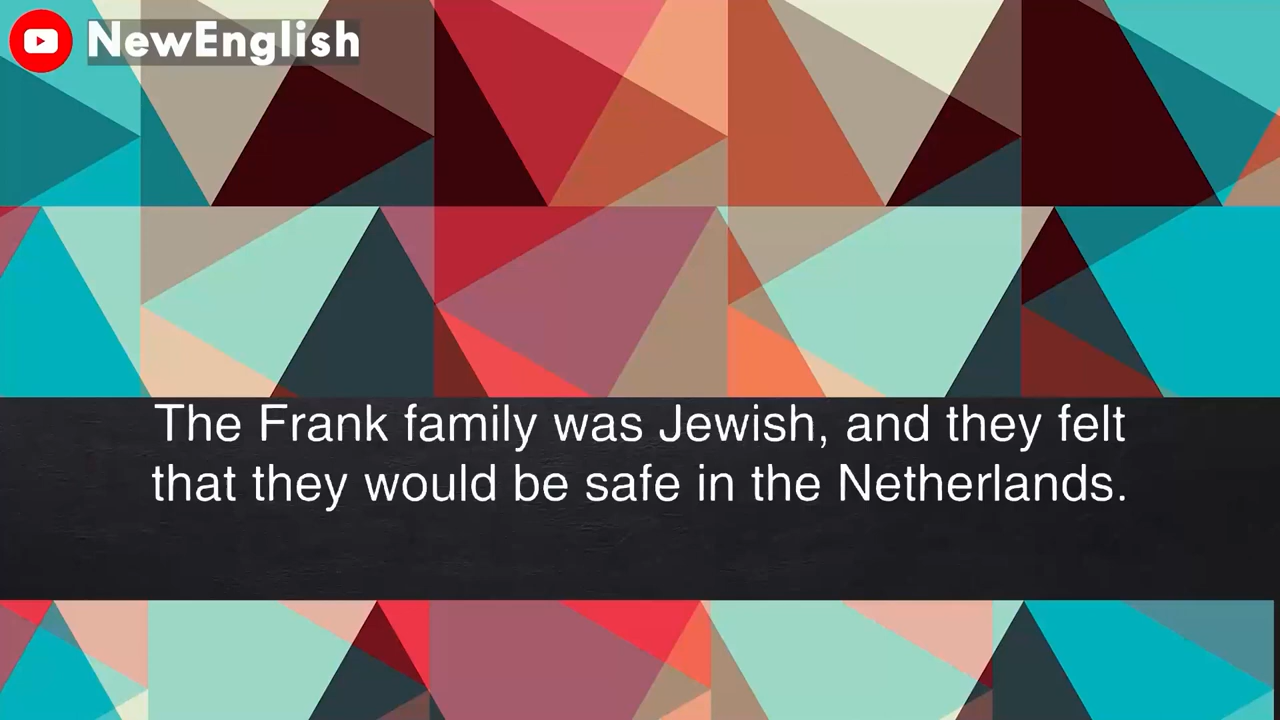 NewEnglish
The Frank family was Jewish, and they felt
that they would be safe in the Netherlands.